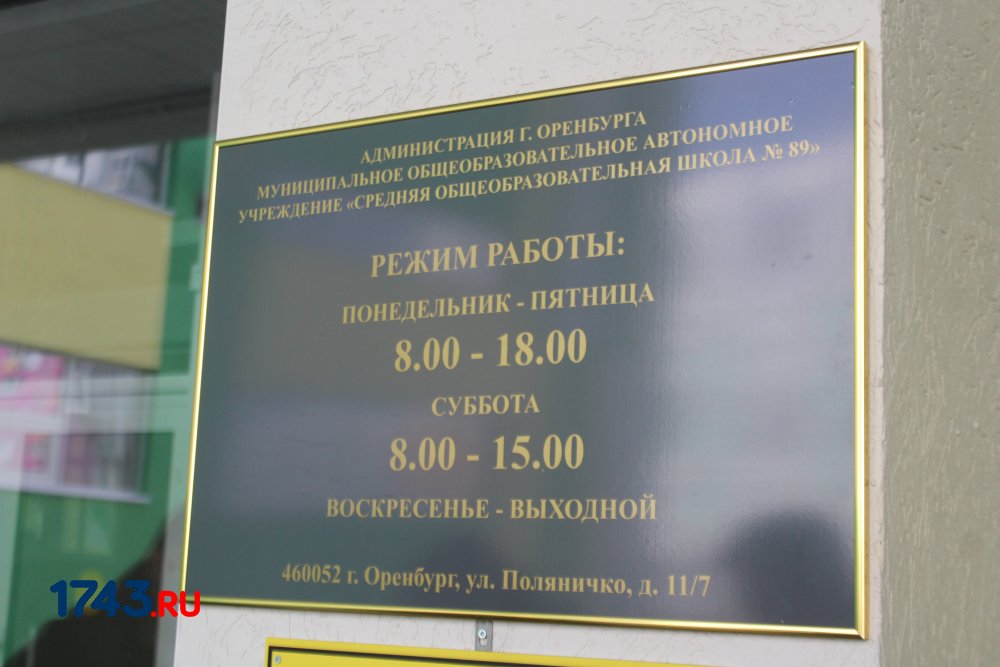 АДМИНИСТРАЦИЯ Г. ОРЕНБУРГА
МУНИЦИПАЛЬНОЕ ОБЩЕОБРАЗОВАТЕЛЬНОЕ АВТОНОМНОЕ
УЧРЕЖДЕНИЕ «СРЕДНЯЯ ОБЩЕОБРАЗОВАТЕЛЬНАЯ ШКОЛА № 89»
РЕЖИМ РАБОТЫ:
ПОНЕДЕЛЬНИК - ПЯТНИЦА
8.00 - 18.00
СУББОТА
8.00 - 15.00
ВОСКРЕСЕНЬЕ - ВЫХОДНОЙ
460052 г. Оренбург, ул. Поляничко, д. 11/7
1743.RU